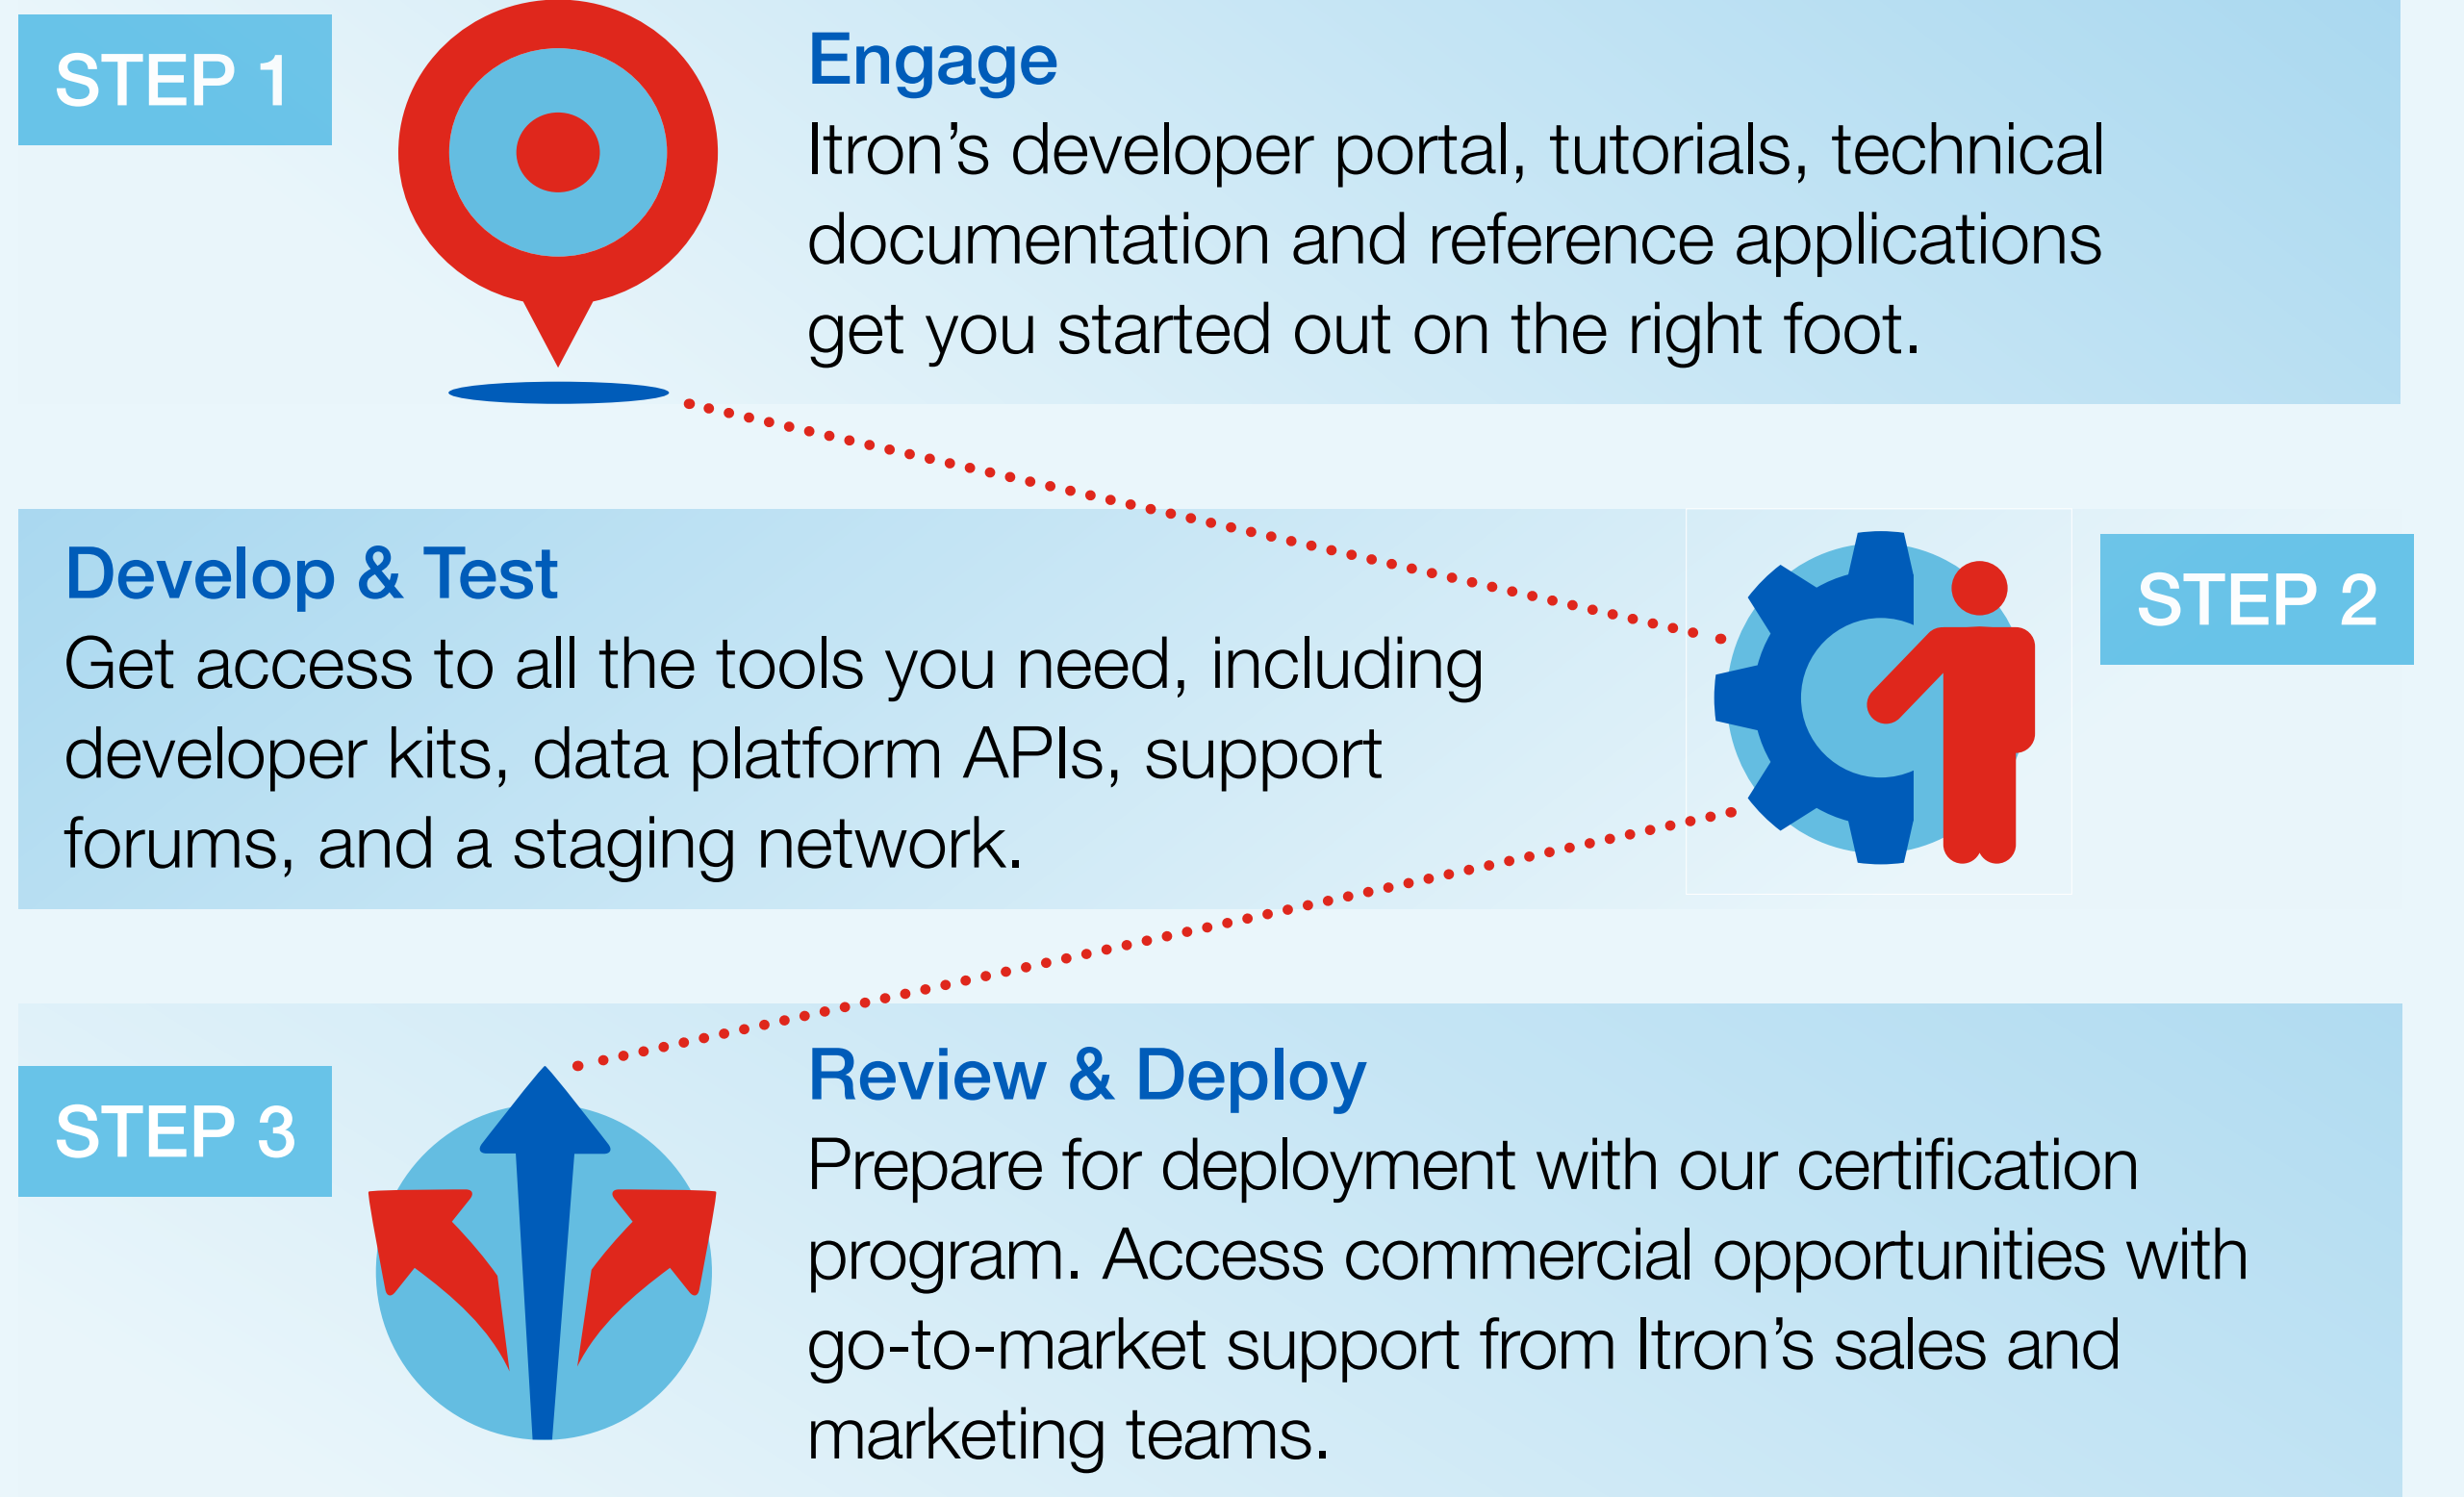 STEP 1
Engage
Itron’s developer portal, tutorials, technical
documentation and reference applications
get you started out on the right foot.
Develop & Test
Get access to all the tools you need, including
developer kits, data platform APIs, support
forums, and a staging network.
STEP 2
STEP 3
Review & Deploy
Prepare for deployment with our certification
program. Access commercial opportunities with
go-to-market support from Itron’s sales and
marketing teams.